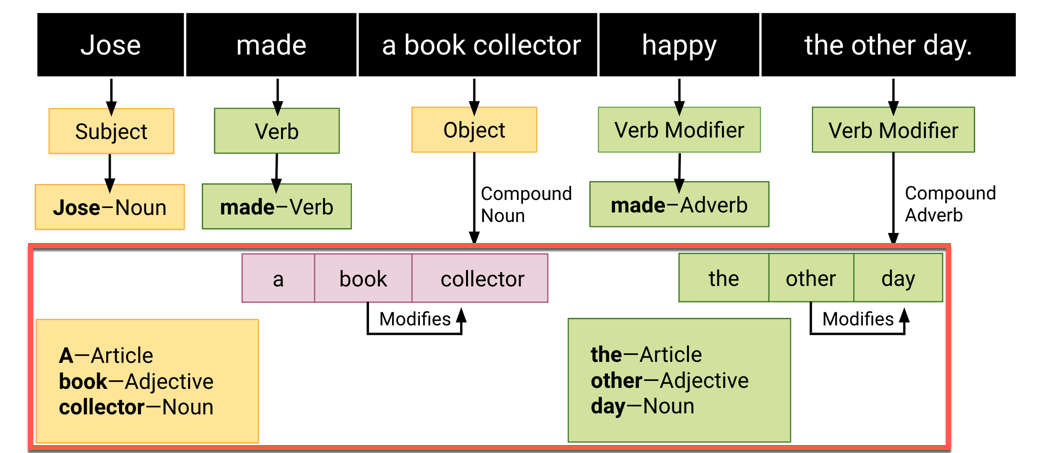 Jose made a book collector happy the other day.
Subject Verb Object Verb Modifier Verb Modifier
Compound
Noun
Compound
Adverb
Jose–Noun made–Verb made–Adverb
a book collector the other day
Modifies Modifies
A—Article
book—Adjective
collector—Noun
the—Article
other—Adjective
day—Noun